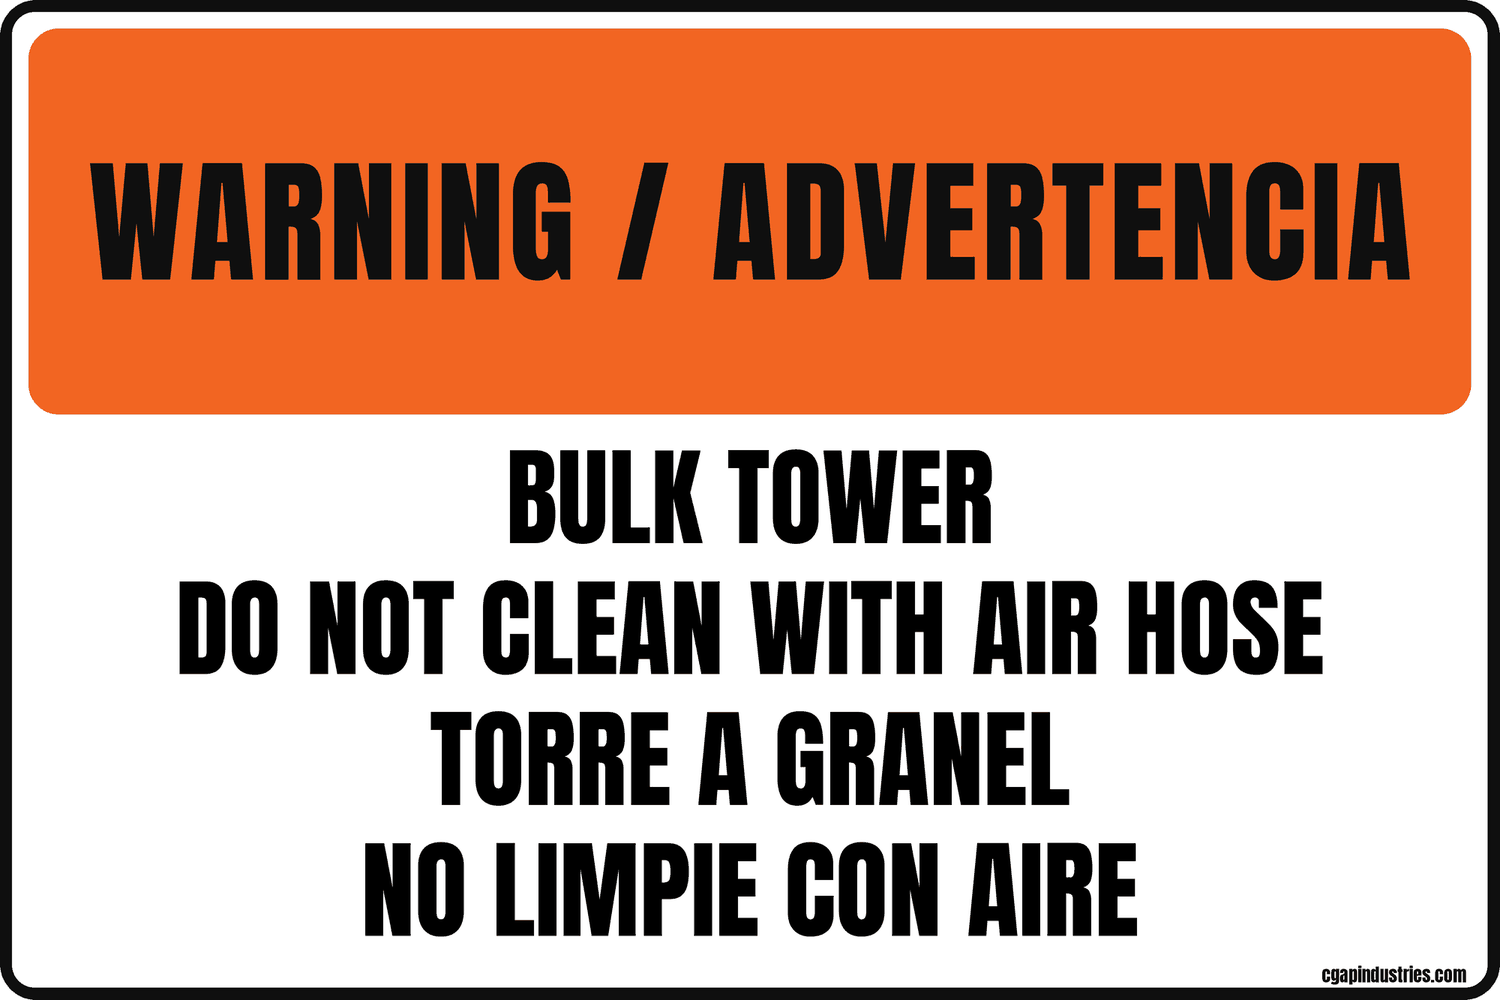 WARNING / ADVERTENCIA
BULK TOWER
DO NOT CLEAN WITH AIR HOSE
TORRE A GRANEL
NO LIMPIE CON AIRE
cgapindustries.com